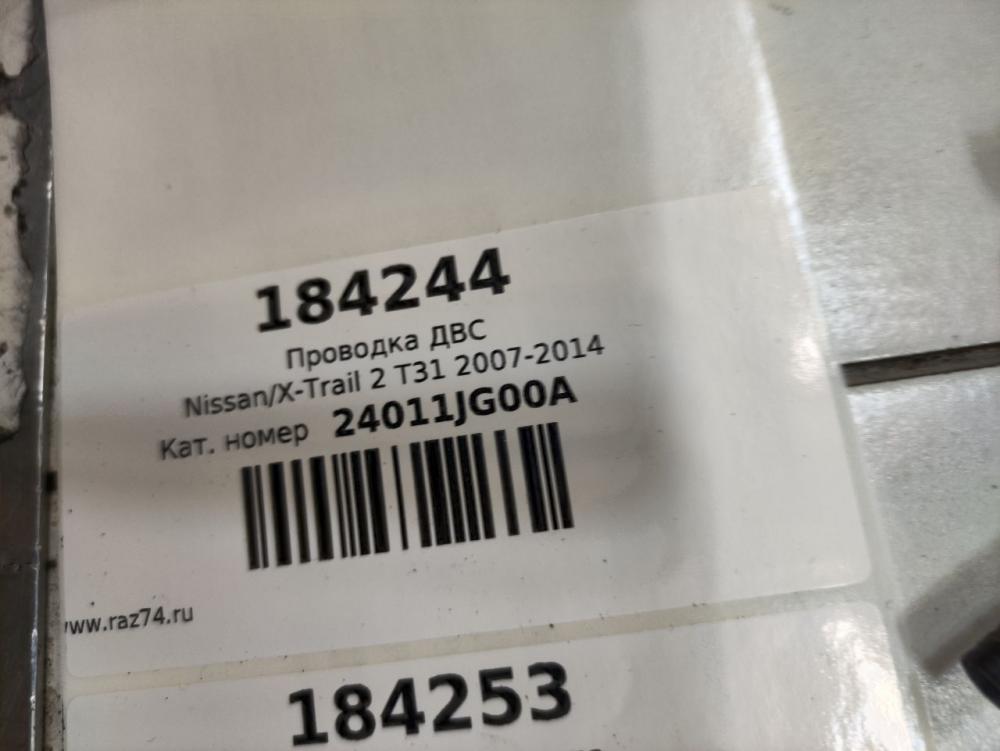 184244
Проводка ДВС
Nissan/X-Trail 2 T31 2007-2014
Кат. номер 24011JG00A
www.raz74.ru
184253